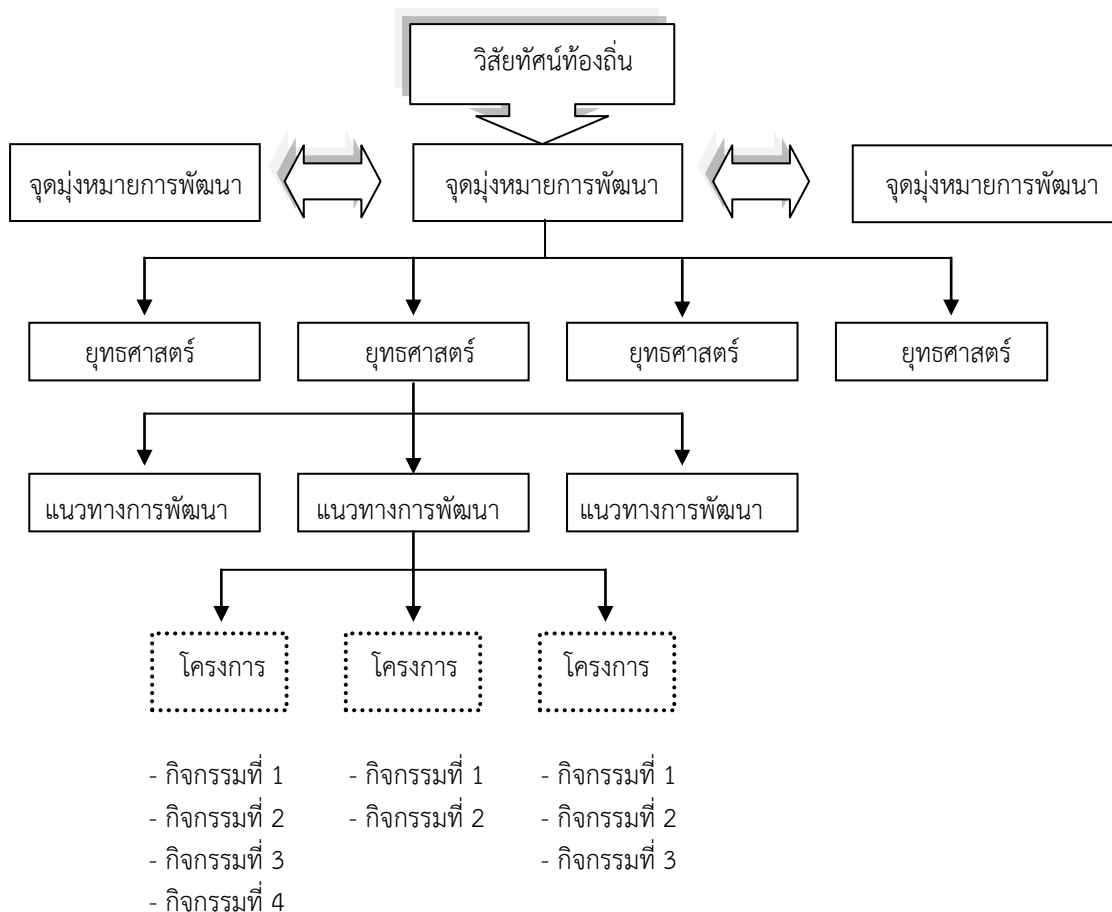 วิสัยทัศน์ท้องถิ่น
จุดมุ่งหมายการพัฒนา
จุดมุ่งหมายการพัฒนา
จุดมุ่งหมายการพัฒนา
ยุทธศาสตร์
ยุทธศาสตร์
ยุทธศาสตร์
ยุทธศาสตร์
แนวทางการพัฒนา
แนวทางการพัฒนา
แนวทางการพัฒนา
โครงการ
โครงการ
โครงการ
- กิจกรรมที่ 1
- กิจกรรมที่ 2
- กิจกรรมที่ 3
- กิจกรรมที่ 4
- กิจกรรมที่ 1
- กิจกรรมที่ 2
- กิจกรรมที่ 1
- กิจกรรมที่ 2
- กิจกรรมที่ 3